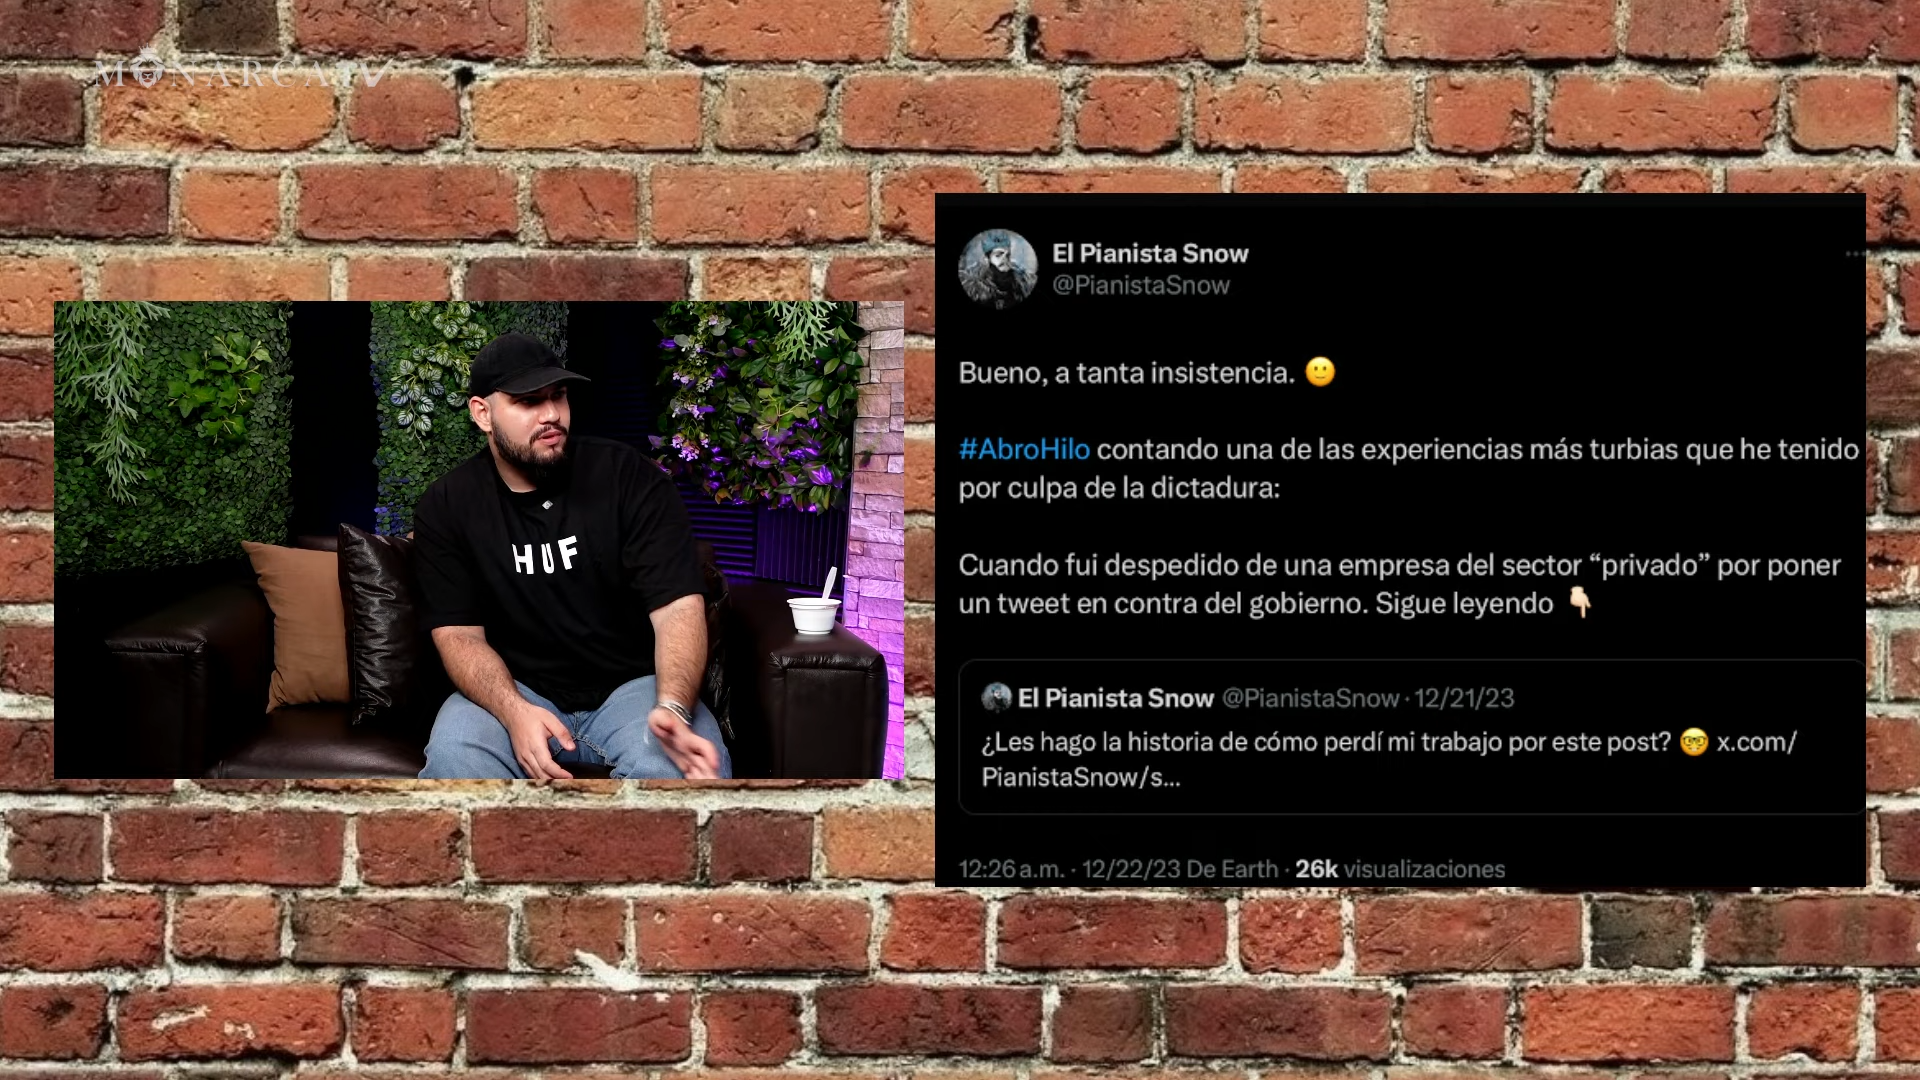 MONARCA TV
HUF
El Pianista Snow
@PianistaSnow
Bueno, a tanta insistencia. 🙂
#AbroHilo contando una de las experiencias más turbias que he tenido
por culpa de la dictadura:
Cuando fui despedido de una empresa del sector “privado” por poner
un tweet en contra del gobierno. Sigue leyendo 👇🏻
El Pianista Snow @PianistaSnow · 12/21/23
¿Les hago la historia de cómo perdí mi trabajo por este post? 🤓 x.com/
PianistaSnow/s...
12:26 a.m. · 12/22/23 De Earth · 26k visualizaciones